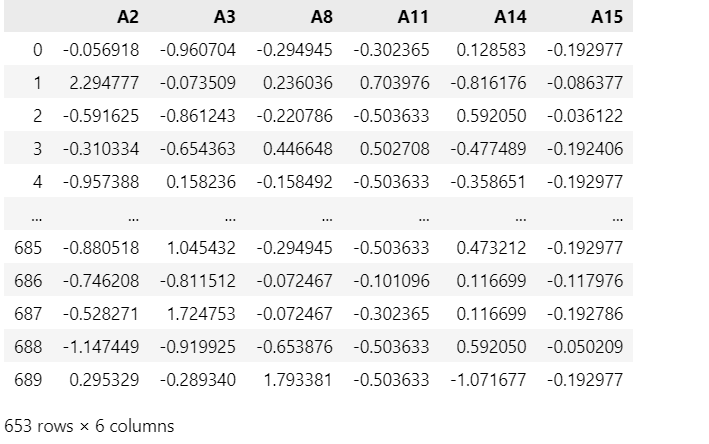 A2 A3 A8 A11 A14 A15
0 -0.056918 -0.960704 -0.294945 -0.302365 0.128583 -0.192977
1 2.294777 -0.073509 0.236036 0.703976 -0.816176 -0.086377
2 -0.591625 -0.861243 -0.220786 -0.503633 0.592050 -0.036122
3 -0.310334 -0.654363 0.446648 0.502708 -0.477489 -0.192406
4 -0.957388 0.158236 -0.158492 -0.503633 -0.358651 -0.192977
... ... ... ... ... ... ...
685 -0.880518 1.045432 -0.294945 -0.503633 0.473212 -0.192977
686 -0.746208 -0.811512 -0.072467 -0.101096 0.116699 -0.117976
687 -0.528271 1.724753 -0.072467 -0.302365 0.116699 -0.192786
688 -1.147449 -0.919925 -0.653876 -0.503633 0.592050 -0.050209
689 0.295329 -0.289340 1.793381 -0.503633 -1.071677 -0.192977
653 rows × 6 columns